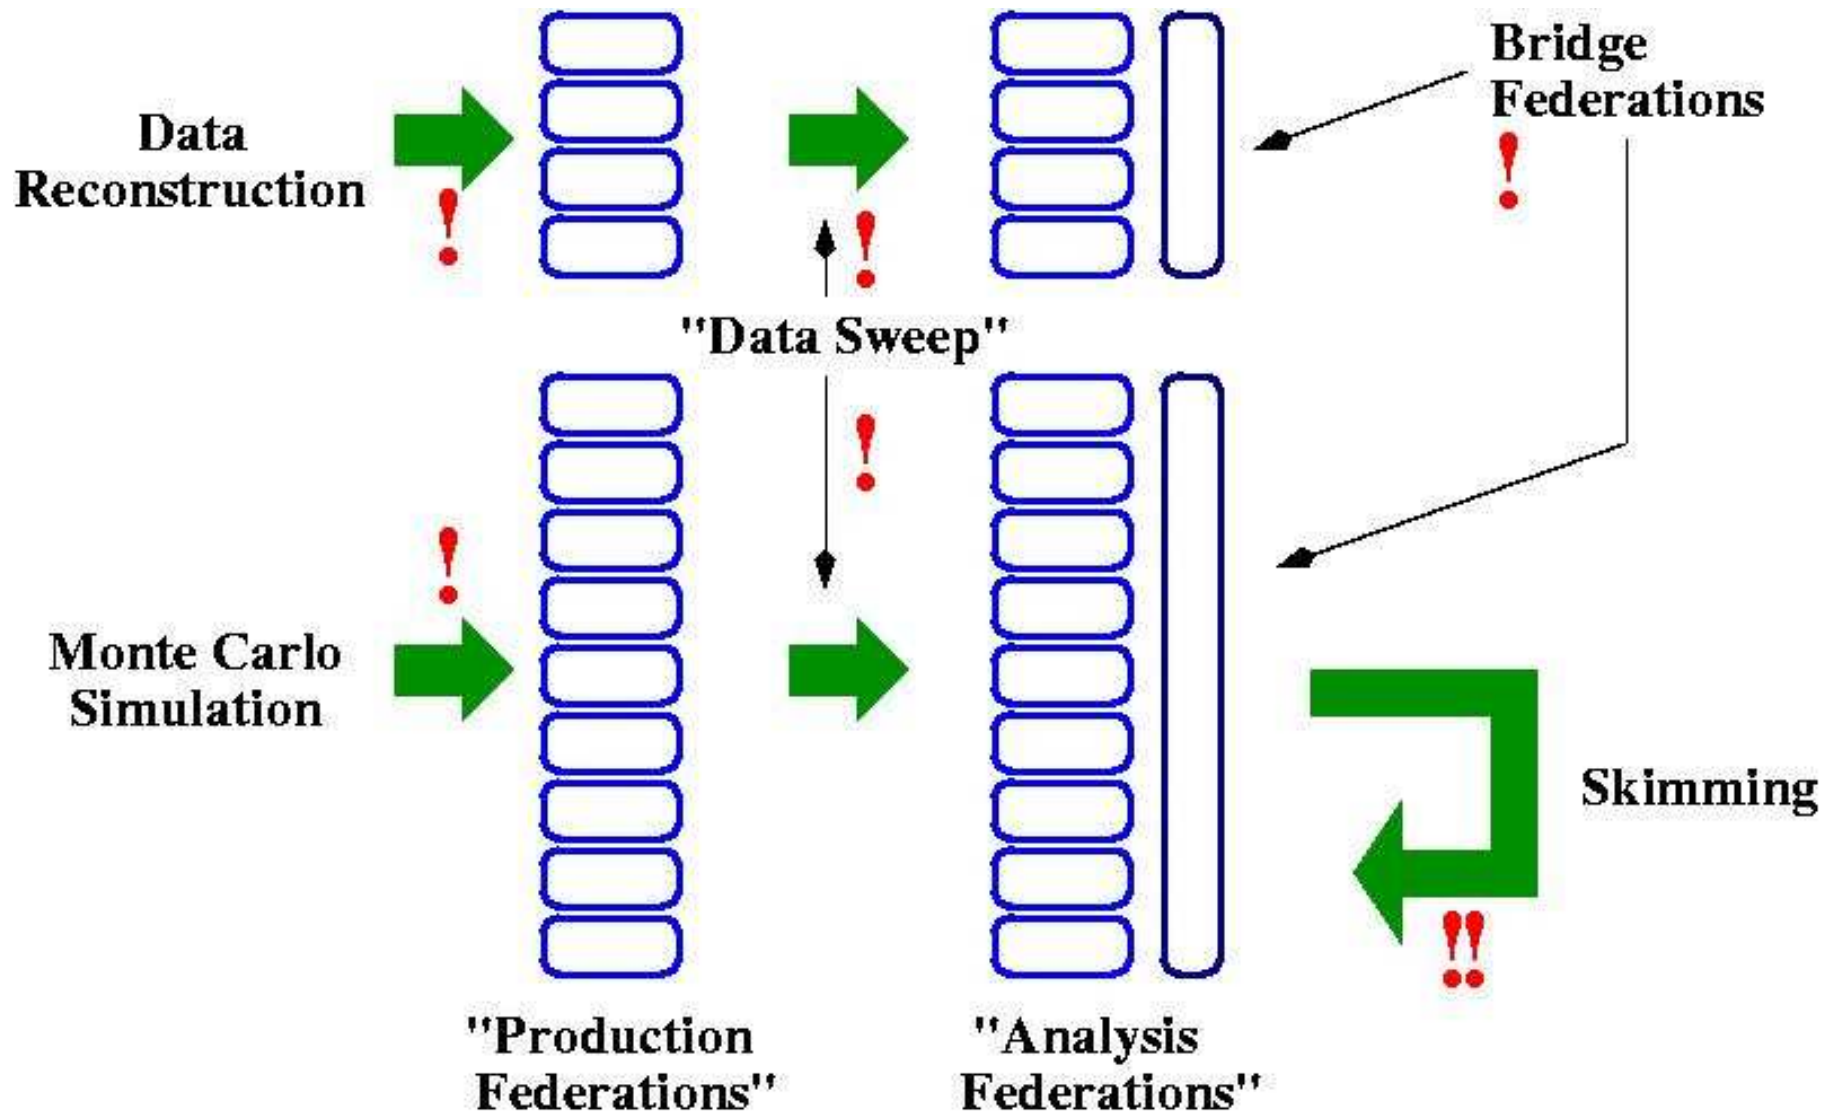 Bridge
Federations
!
Data
Reconstruction
!
!
"Data Sweep"
!
!
Monte Carlo
Simulation
Skimming
!!
"Production
Federations"
"Analysis
Federations"